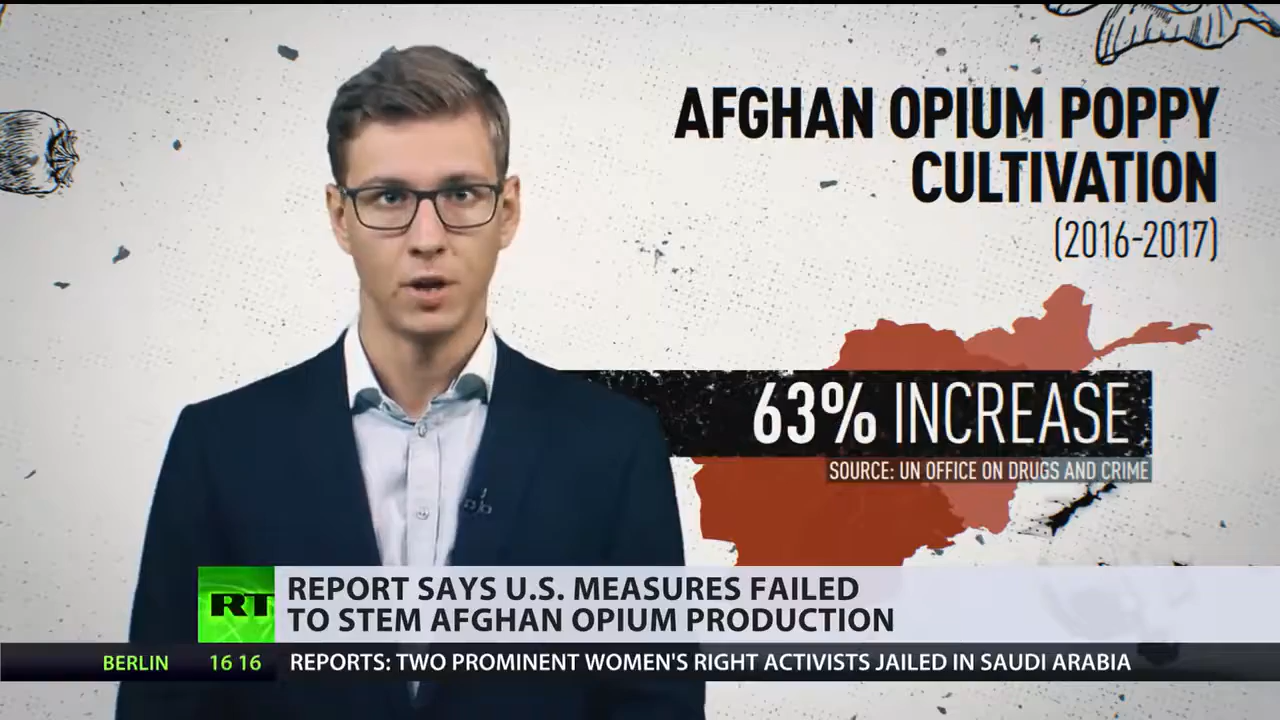 AFGHAN OPIUM POPPY
CULTIVATION
(2016-2017)
63% INCREASE
SOURCE: UN OFFICE ON DRUGS AND CRIME
RT
REPORT SAYS U.S. MEASURES FAILED
TO STEM AFGHAN OPIUM PRODUCTION
BERLIN 16 16 REPORTS: TWO PROMINENT WOMEN'S RIGHT ACTIVISTS JAILED IN SAUDI ARABIA